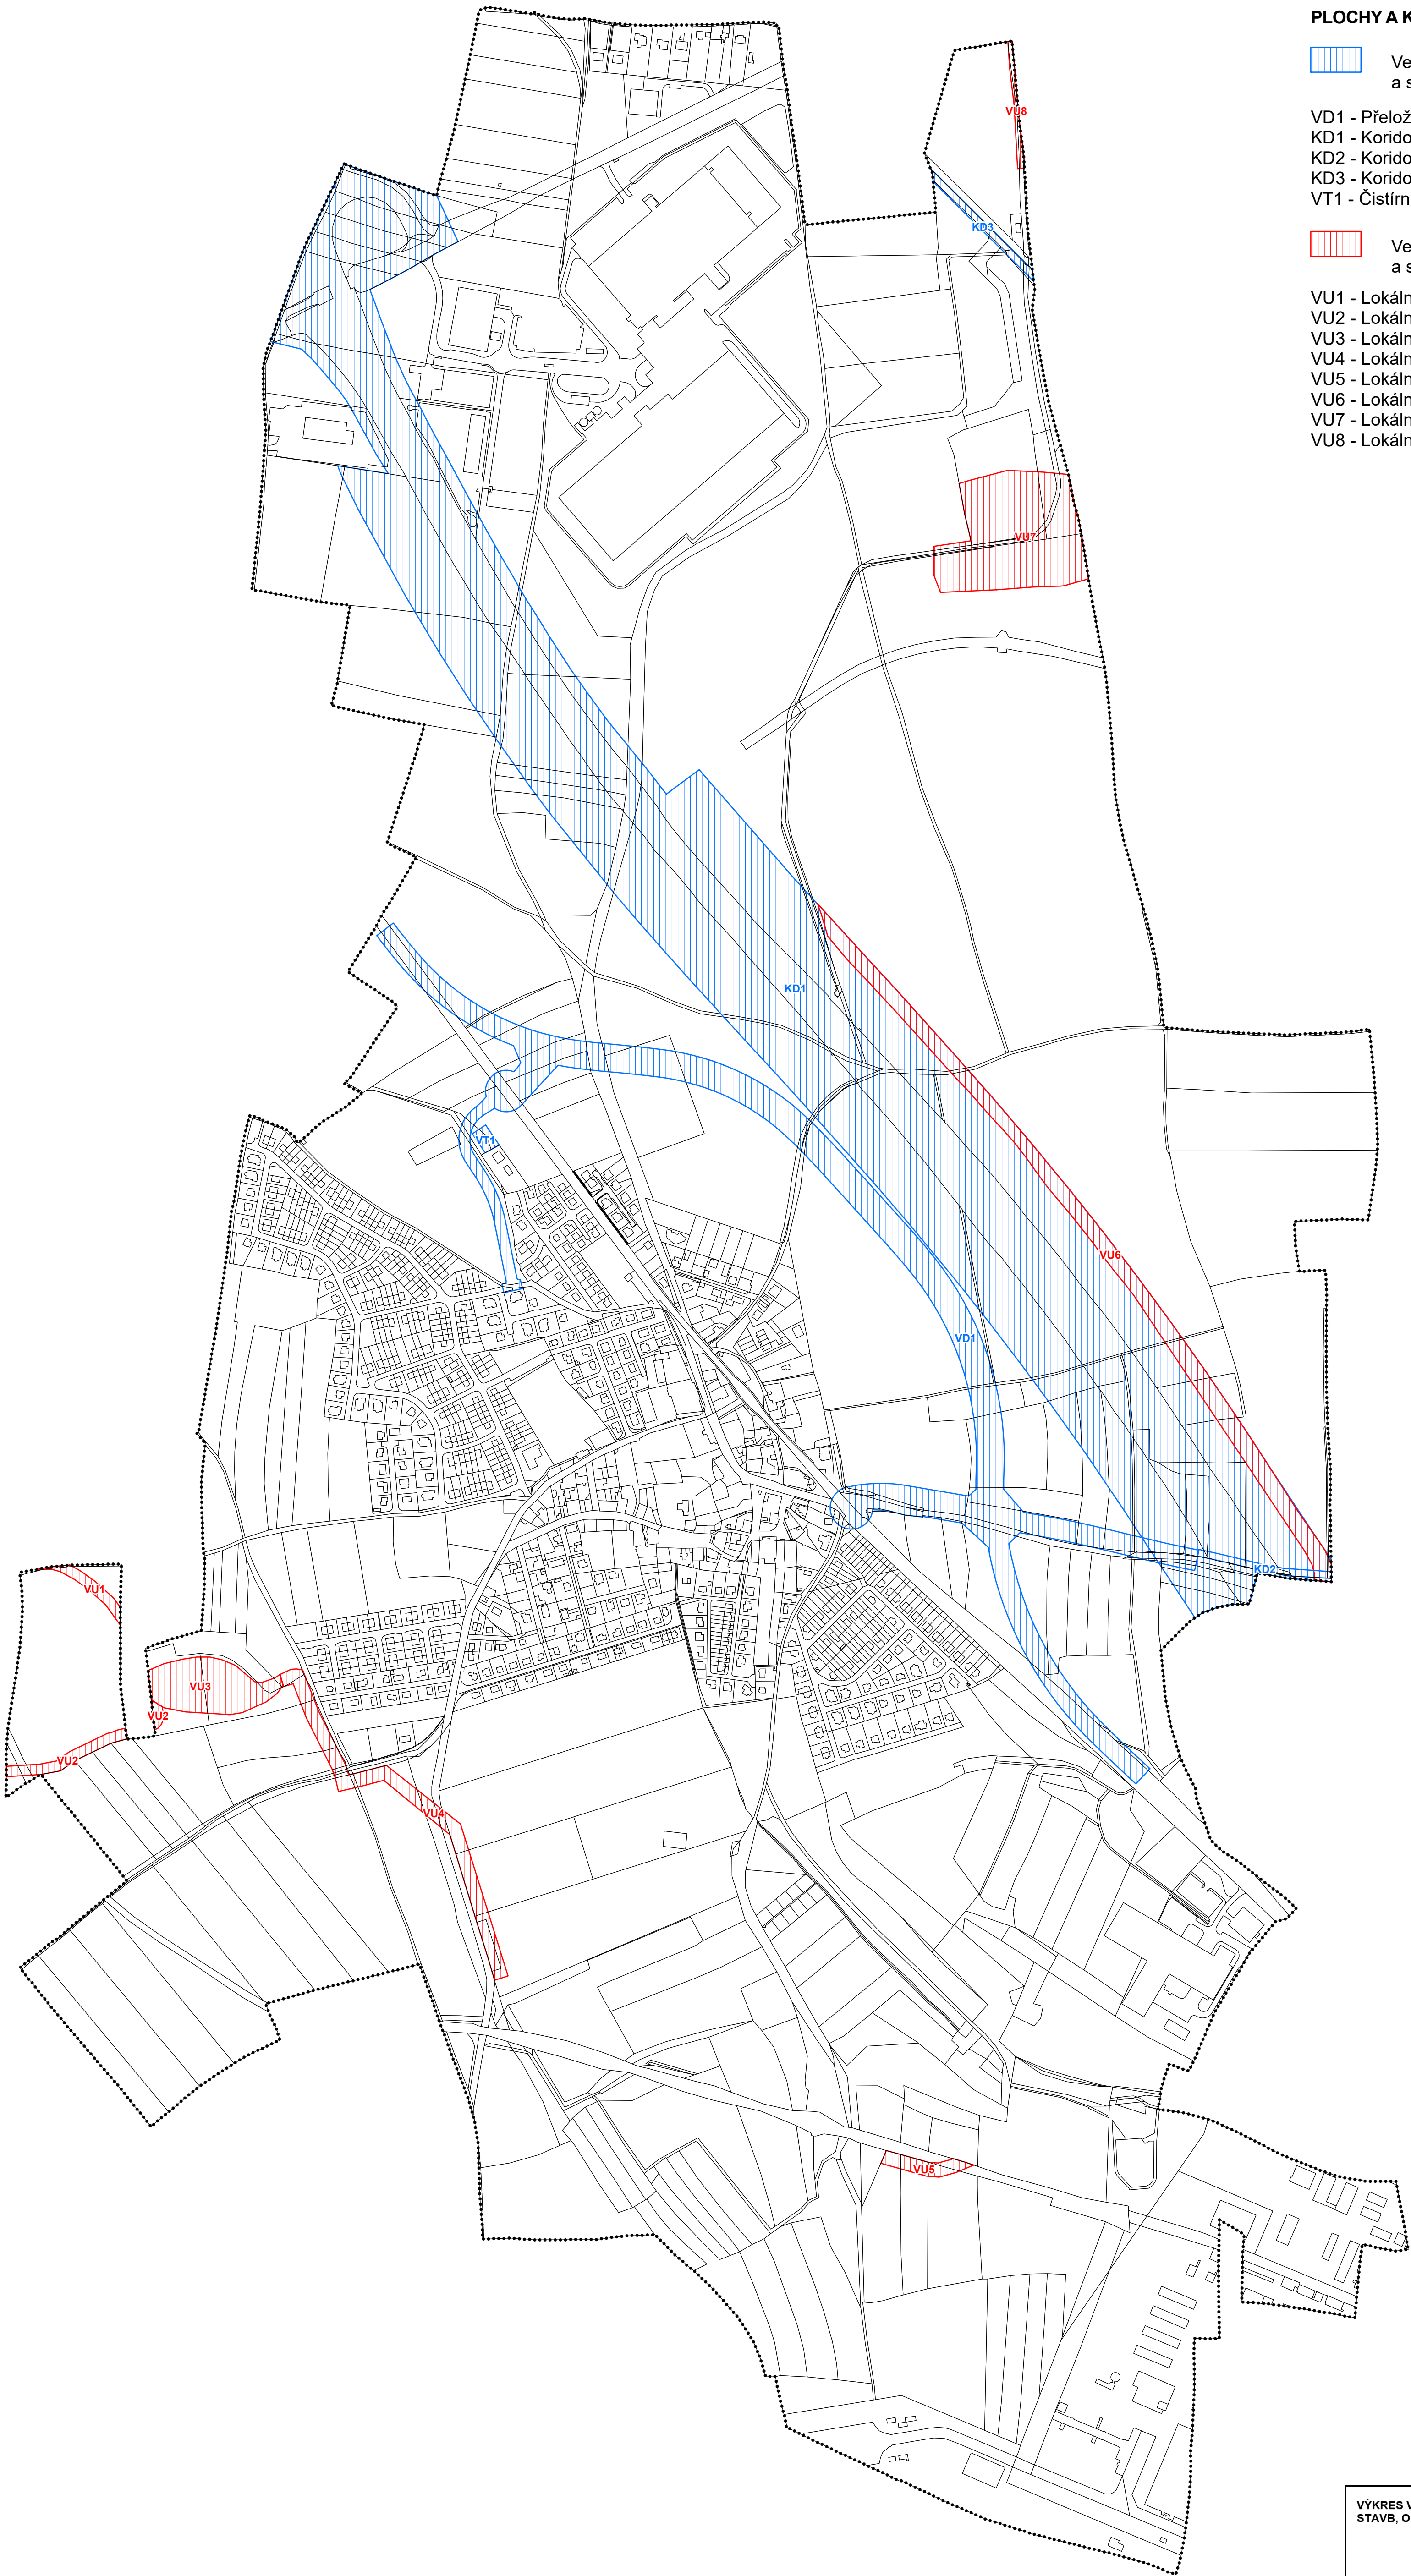 PLOCHY A K
Ve
a s
VD1 - Přelož
KD1 - Korido
KD2 - Korido
KD3 - Korido
VT1 - Čistírn
Ve
a s
VU1 - Lokáln
VU2 - Lokáln
VU3 - Lokáln
VU4 - Lokáln
VU5 - Lokáln
VU6 - Lokáln
VU7 - Lokáln
VU8 - Lokáln
VU8
KD3
VU7
KD1
VT1
VU6
VD1
KD2
VU1
VU3
VU2
VU2
VU4
VU5
VÝKRES V
STAVB, O